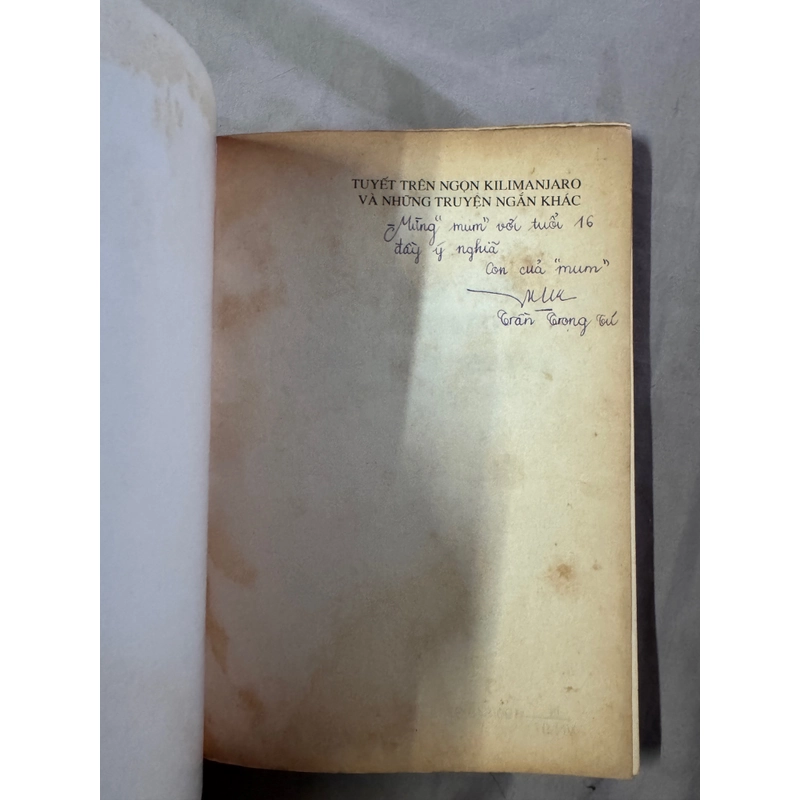 TUYẾT TRÊN NGỌN KILIMANJARO
VÀ NHỮNG TRUYỆN NGẮN KHÁC
Mừng "mum" với tuổi 16
đầy ý nghĩa
Con của "mum"
Trần Trọng